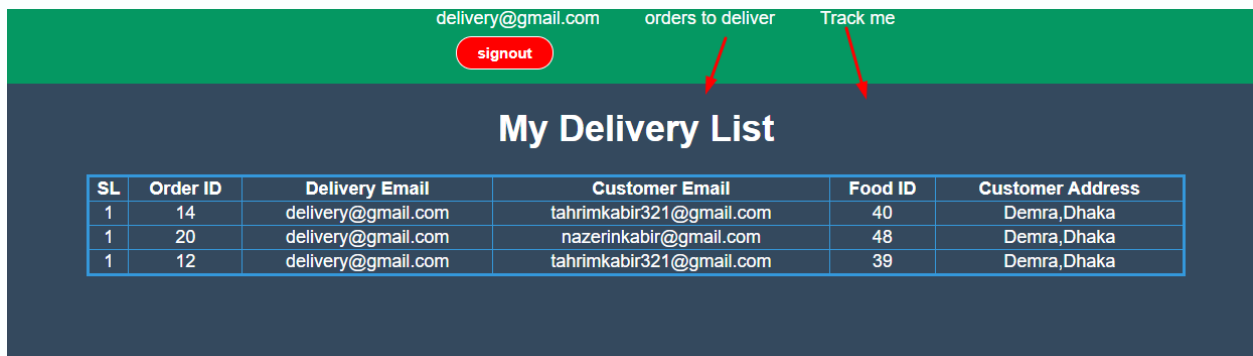 delivery@gmail.com orders to deliver Track me
signout
My Delivery List
SL Order ID Delivery Email Customer Email Food ID Customer Address
1 14 delivery@gmail.com tahrimkabir321@gmail.com 40 Demra,Dhaka
1 20 delivery@gmail.com nazerinkabir@gmail.com 48 Demra,Dhaka
1 12 delivery@gmail.com tahrimkabir321@gmail.com 39 Demra,Dhaka